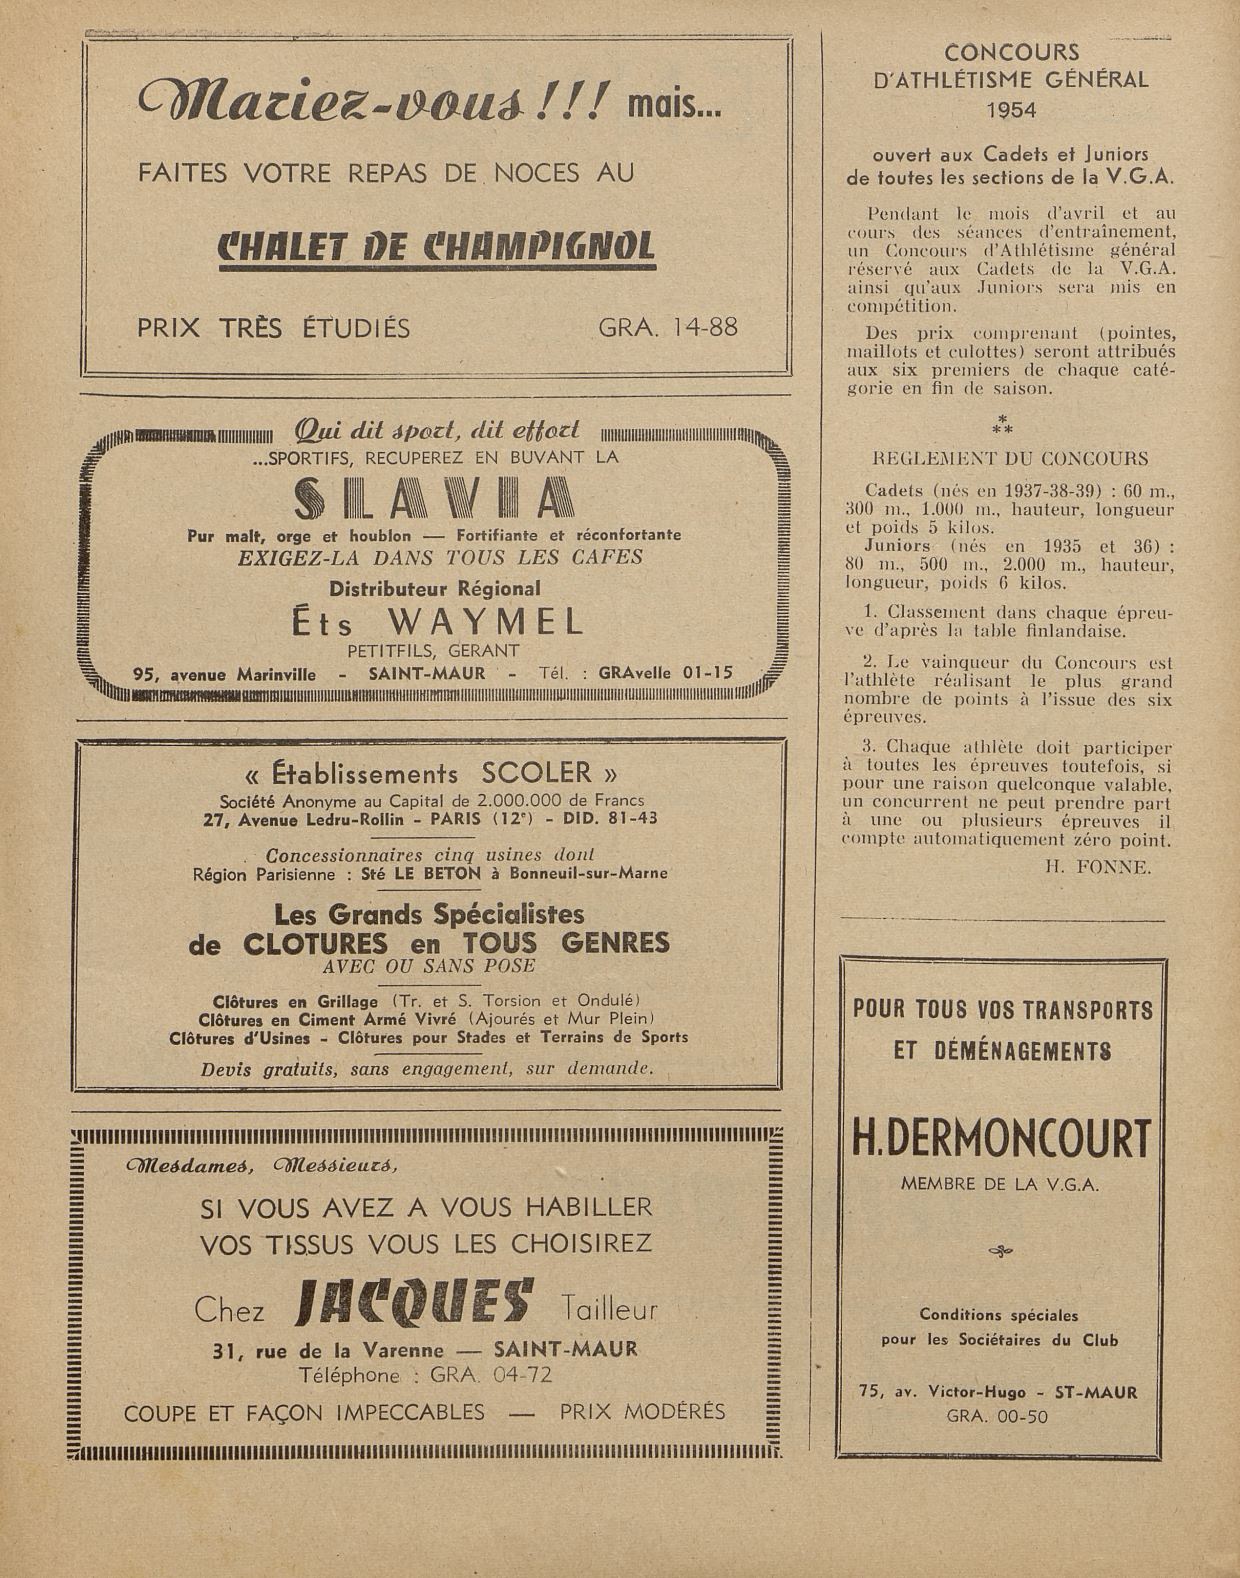 Mariez-vous !!! mais...
FAITES VOTRE REPAS DE NOCES AU
CHALET DE CHAMPIGNOL
PRIX TRÈS ÉTUDIÉS GRA. 14-88
Qui dit sport, dit effort
...SPORTIFS, RECUPEREZ EN BUVANT LA
SLAVIA
Pur malt, orge et houblon — Fortifiante et réconfortante
EXIGEZ-LA DANS TOUS LES CAFES
Distributeur Régional
Éts WAYMEL
PETITFILS, GERANT
95, avenue Marinville - SAINT-MAUR - Tél. : GRAvelle 01-15
« Établissements SCOLER »
Société Anonyme au Capital de 2.000.000 de Francs
27, Avenue Ledru-Rollin - PARIS (12e) - DID. 81-43
Concessionnaires cinq usines dont
Région Parisienne : Sté LE BETON à Bonneuil-sur-Marne
Les Grands Spécialistes
de CLOTURES en TOUS GENRES
AVEC OU SANS POSE
Clôtures en Grillage (Tr. et S. Torsion et Ondulé)
Clôtures en Ciment Armé Vivré (Ajourés et Mur Plein)
Clôtures d'Usines - Clôtures pour Stades et Terrains de Sports
Devis gratuits, sans engagement, sur demande.
Mesdames, Messieurs,
SI VOUS AVEZ A VOUS HABILLER
VOS TISSUS VOUS LES CHOISIREZ
Chez JACQUES Tailleur
31, rue de la Varenne — SAINT-MAUR
Téléphone : GRA. 04-72
COUPE ET FAÇON IMPECCABLES — PRIX MODÉRÉS
CONCOURS
D'ATHLÉTISME GÉNÉRAL
1954
ouvert aux Cadets et Juniors
de toutes les sections de la V.G.A.
Pendant le mois d'avril et au
cours des séances d'entraînement,
un Concours d'Athlétisme général
réservé aux Cadets de la V.G.A.
ainsi qu'aux Juniors sera mis en
compétition.
Des prix comprenant (pointes,
maillots et culottes) seront attribués
aux six premiers de chaque caté-
gorie en fin de saison.
*
**
REGLEMENT DU CONCOURS
Cadets (nés en 1937-38-39) : 60 m.,
300 m., 1.000 m., hauteur, longueur
et poids 5 kilos.
Juniors (nés en 1935 et 36) :
80 m., 500 m., 2.000 m., hauteur,
longueur, poids 6 kilos.
1. Classement dans chaque épreu-
ve d'après la table finlandaise.
2. Le vainqueur du Concours est
l'athlète réalisant le plus grand
nombre de points à l'issue des six
épreuves.
3. Chaque athlète doit participer
à toutes les épreuves toutefois, si
pour une raison quelconque valable,
un concurrent ne peut prendre part
à une ou plusieurs épreuves il
compte automatiquement zéro point.
H. FONNE.
POUR TOUS VOS TRANSPORTS
ET DÉMÉNAGEMENTS
H. DERMONCOURT
MEMBRE DE LA V.G.A.
Conditions spéciales
pour les Sociétaires du Club
75, av. Victor-Hugo - ST-MAUR
GRA. 00-50